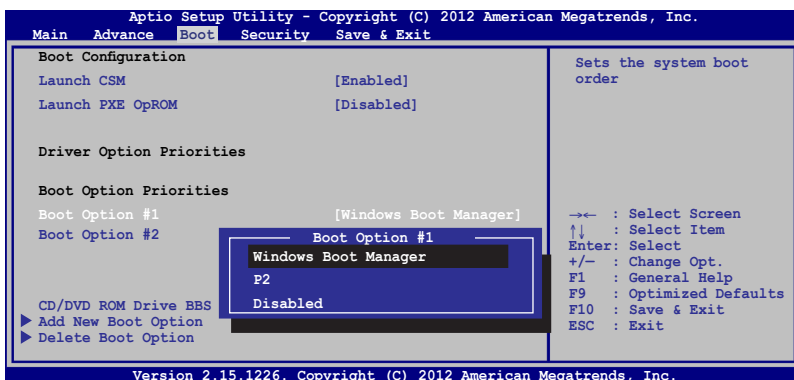 Aptio Setup Utility - Copyright (C) 2012 American Megatrends, Inc.
Main Advance Boot Security Save & Exit
Boot Configuration
Launch CSM [Enabled]
Launch PXE OpROM [Disabled]
Driver Option Priorities
Boot Option Priorities
Boot Option #1 [Windows Boot Manager]
Boot Option #2
CD/DVD ROM Drive BBS
Add New Boot Option
Delete Boot Option
Boot Option #1
Windows Boot Manager
P2
Disabled
Sets the system boot
order
→← : Select Screen
↑↓ : Select Item
Enter: Select
+/— : Change Opt.
F1 : General Help
F9 : Optimized Defaults
F10 : Save & Exit
ESC : Exit
Version 2.15.1226. Copyright (C) 2012 American Megatrends, Inc.